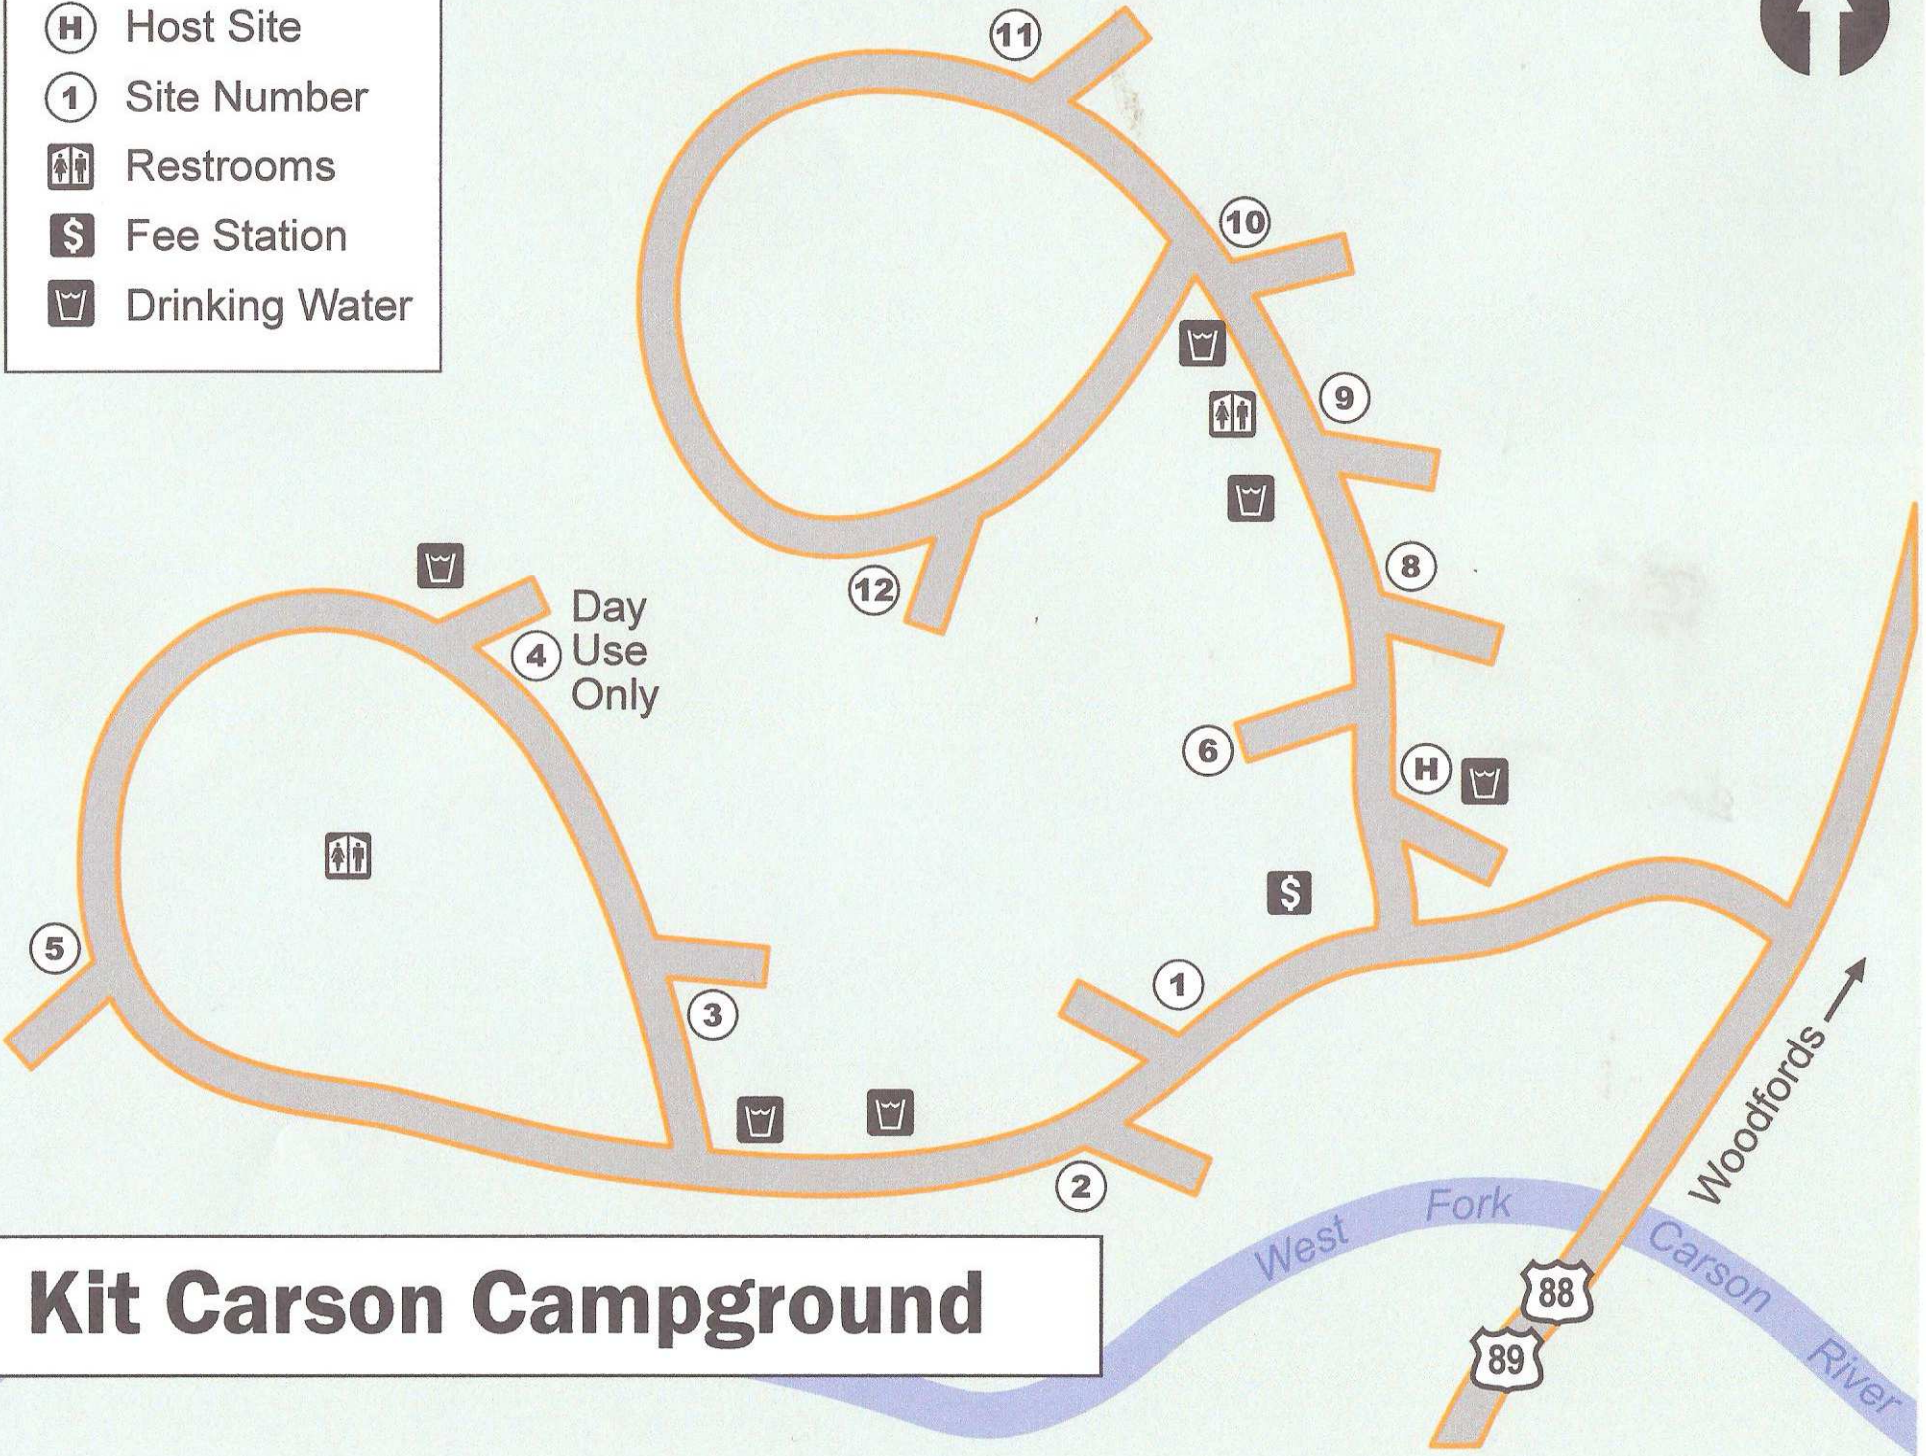 H Host Site
1 Site Number
Restrooms
$ Fee Station
Drinking Water
11
10
9
8
12
4
Day
Use
Only
6
H
$
5
3
1
2
Woodfords
Kit Carson Campground
West Fork Carson River
88
89